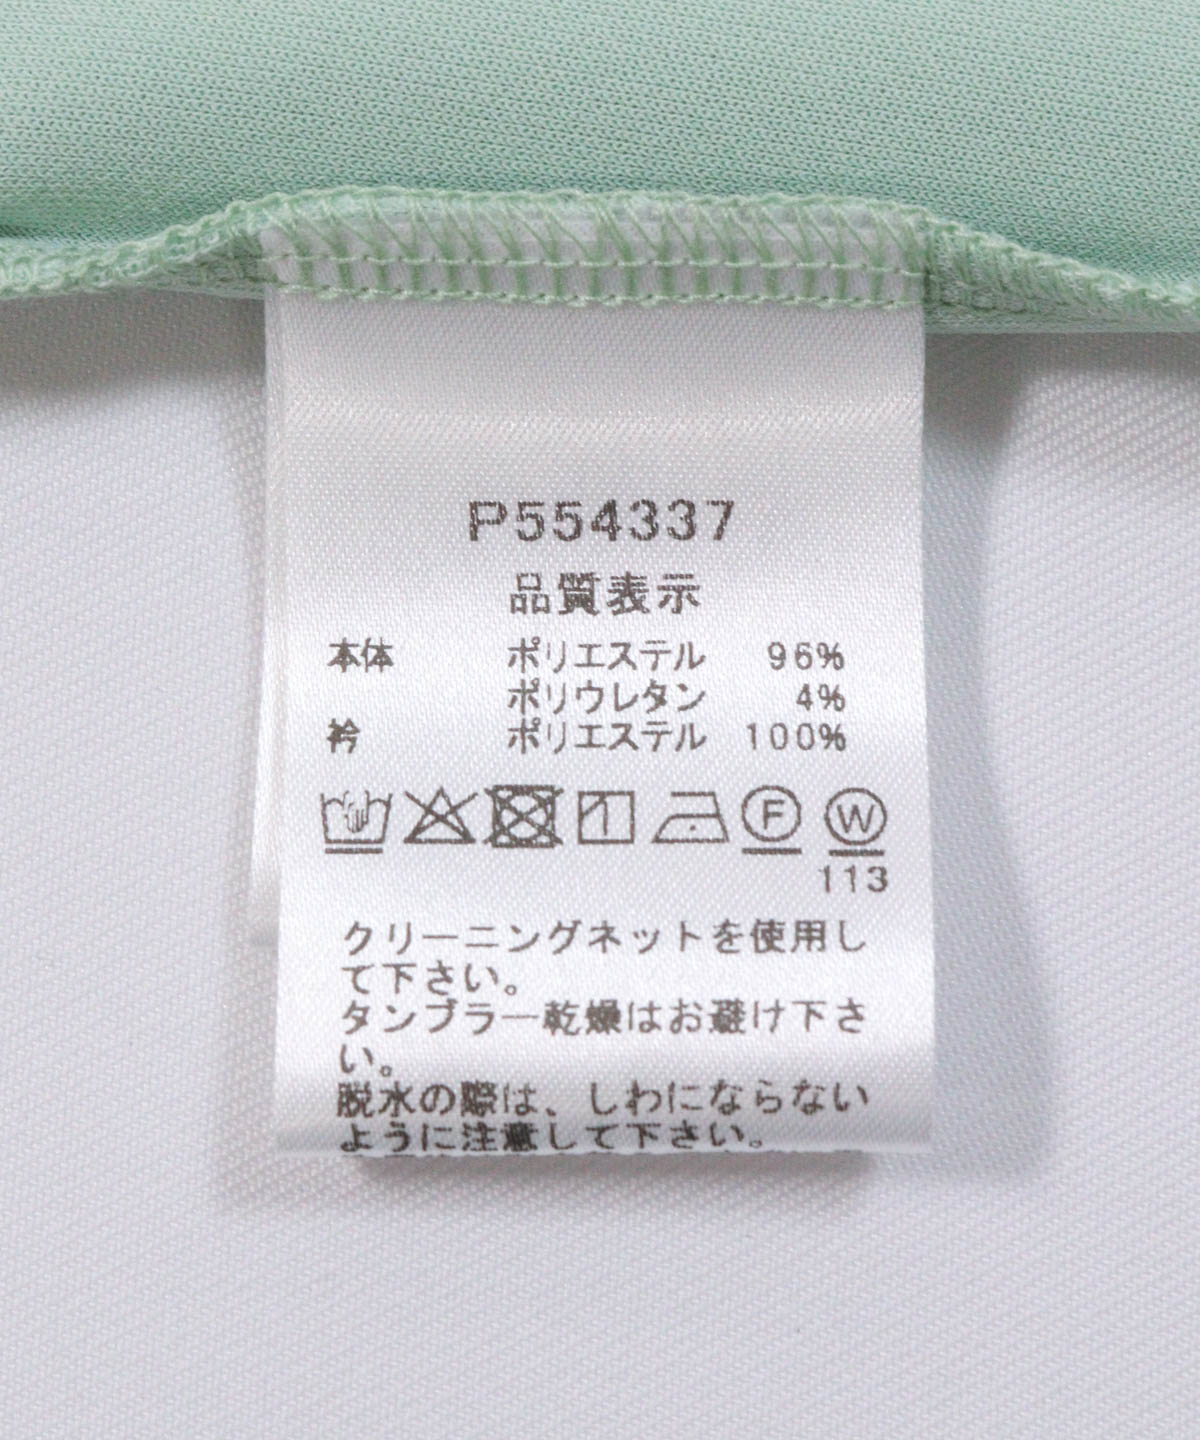 P554337
品質表示
本体 ポリエステル 96%
ポリウレタン 4%
衿 ポリエステル 100%
F W
113
クリーニングネットを使用し
て下さい。
タンブラー乾燥はお避け下さ
い。
脱水の際は、しわにならない
ように注意して下さい。